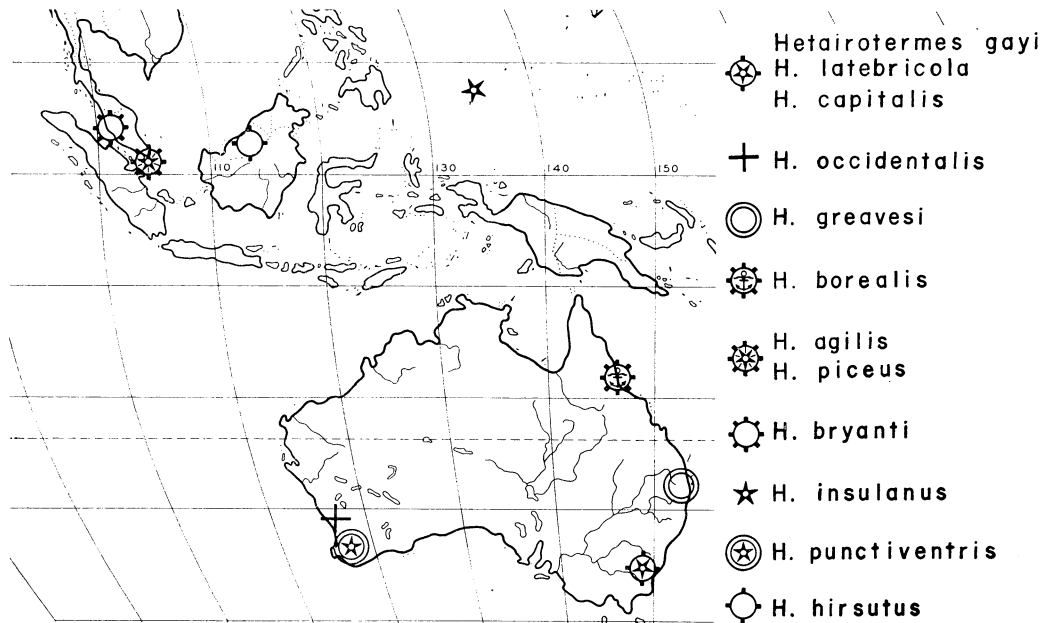 Hetairotermes gayi
H. latebricola
H. capitalis
H. occidentalis
H. greavesi
H. borealis
H. agilis
H. piceus
H. bryanti
H. insulanus
H. punctiventris
H. hirsutus
110
130
140
150